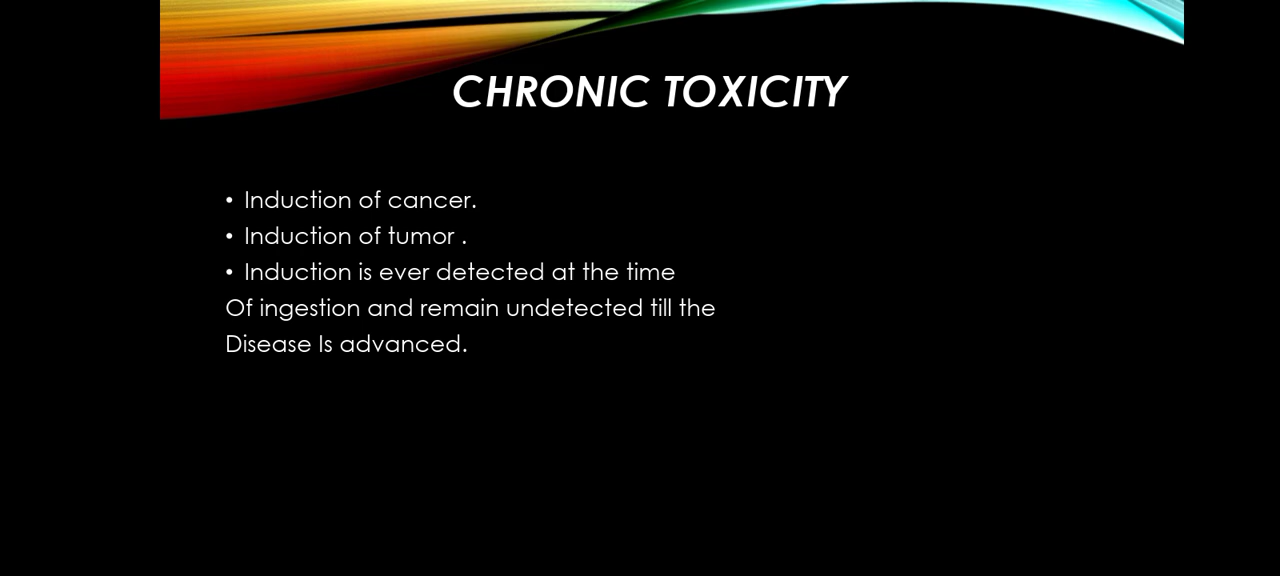 CHRONIC TOXICITY
• Induction of cancer.
• Induction of tumor .
• Induction is ever detected at the time
Of ingestion and remain undetected till the
Disease Is advanced.